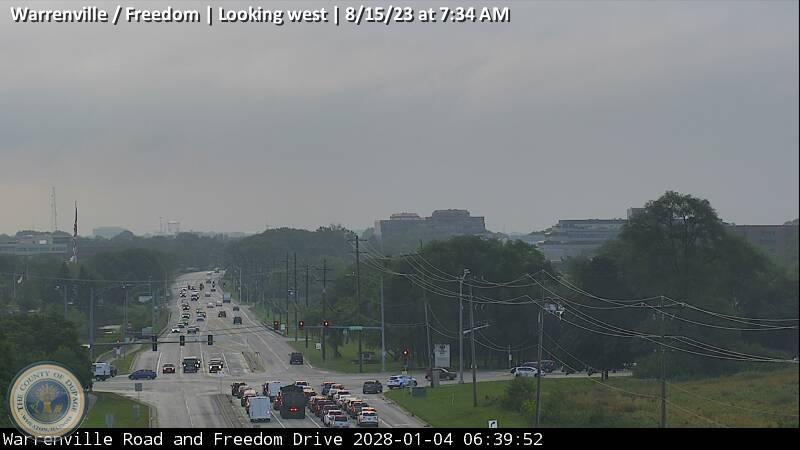 Warrenville / Freedom | Looking west | 8/15/23 at 7:34 AM
THE COUNTY OF DUPAGE
Warrenville Road and Freedom Drive 2028-01-04 06:39:52